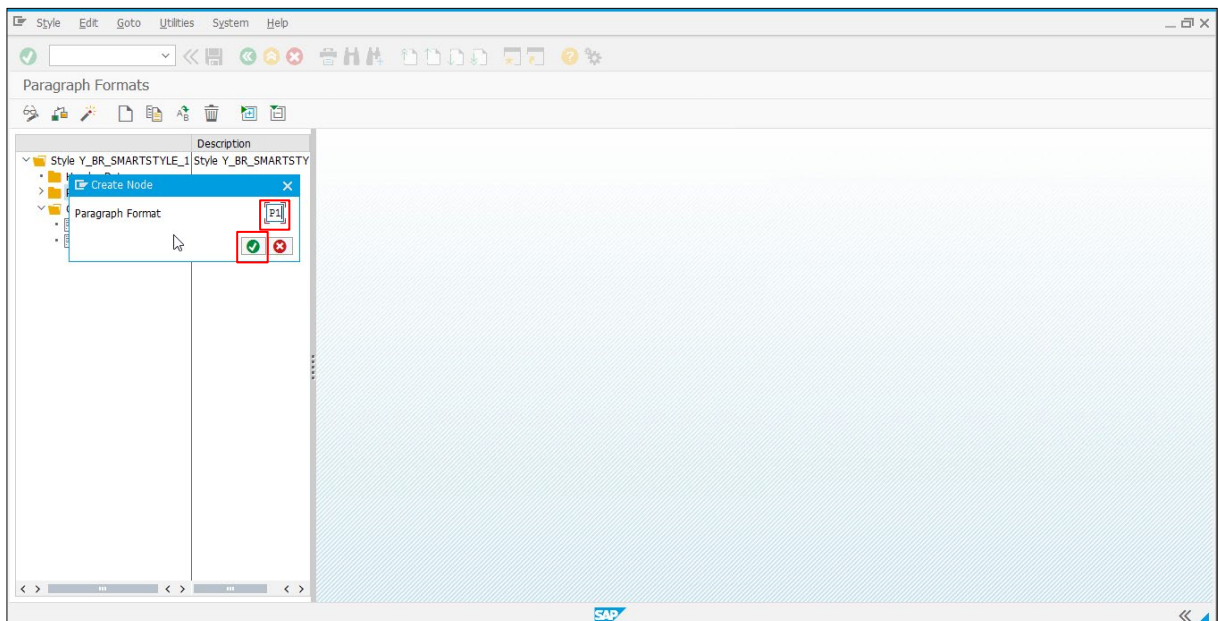 Style Edit Goto Utilities System Help
Paragraph Formats
Description
Style Y_BR_SMARTSTYLE_1 Style Y_BR_SMARTSTY
Create Node
Paragraph Format P1
SAP